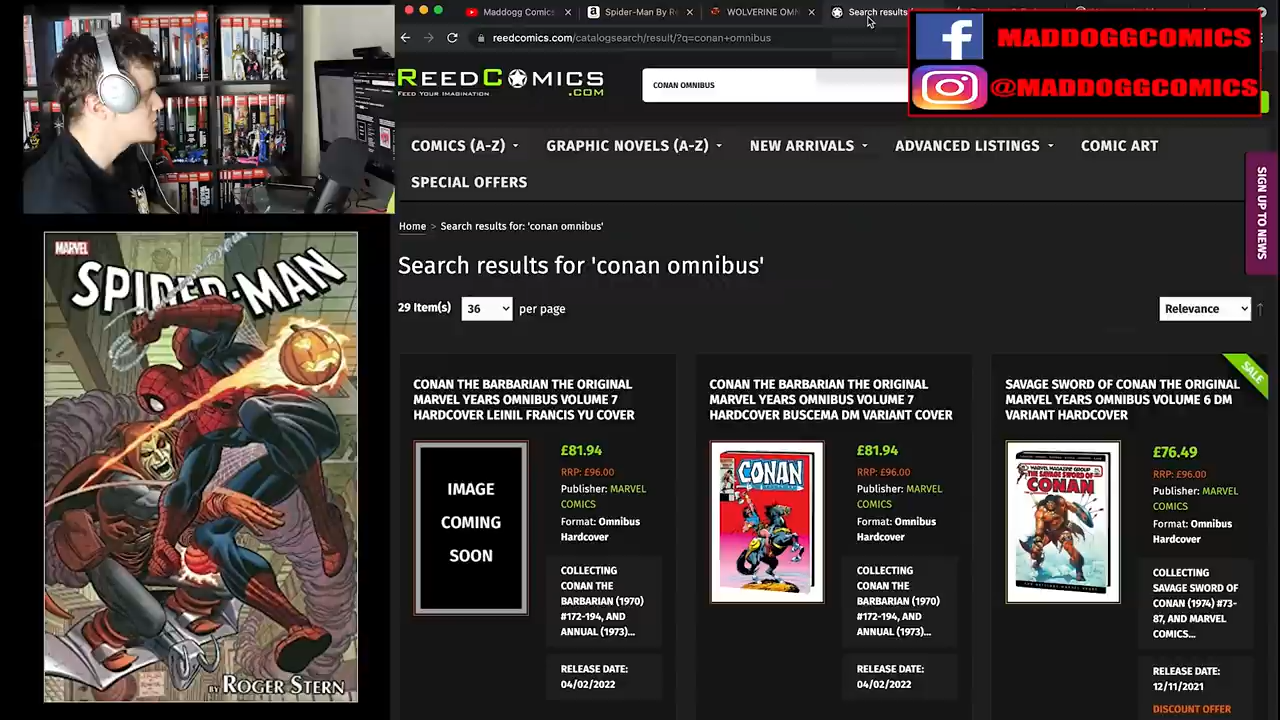 Maddogg Comics
Spider-Man By R
WOLVERINE OMN
Search results
reedcomics.com/catalogsearch/result/?q=conan+omnibus
MADDOGGCOMICS
@MADDOGGCOMICS
REEDCOMICS
.COM
FEED YOUR IMAGINATION
CONAN OMNIBUS
COMICS (A-Z)
GRAPHIC NOVELS (A-Z)
NEW ARRIVALS
ADVANCED LISTINGS
COMIC ART
SPECIAL OFFERS
SIGN UP TO NEWS
Home > Search results for: 'conan omnibus'
Search results for 'conan omnibus'
29 Item(s)
36
per page
Relevance
CONAN THE BARBARIAN THE ORIGINAL
MARVEL YEARS OMNIBUS VOLUME 7
HARDCOVER LEINIL FRANCIS YU COVER
IMAGE
COMING
SOON
£81.94
RRP: £96.00
Publisher: MARVEL
COMICS
Format: Omnibus
Hardcover
COLLECTING
CONAN THE
BARBARIAN (1970)
#172-194, AND
ANNUAL (1973)...
RELEASE DATE:
04/02/2022
CONAN THE BARBARIAN THE ORIGINAL
MARVEL YEARS OMNIBUS VOLUME 7
HARDCOVER BUSCEMA DM VARIANT COVER
CONAN
THE BARBARIAN
£81.94
RRP: £96.00
Publisher: MARVEL
COMICS
Format: Omnibus
Hardcover
COLLECTING
CONAN THE
BARBARIAN (1970)
#172-194, AND
ANNUAL (1973)...
RELEASE DATE:
04/02/2022
SALE
SAVAGE SWORD OF CONAN THE ORIGINAL
MARVEL YEARS OMNIBUS VOLUME 6 DM
VARIANT HARDCOVER
MARVEL MAGAZINE GROUP
THE SAVAGE SWORD OF
CONAN
£76.49
RRP: £96.00
Publisher: MARVEL
COMICS
Format: Omnibus
Hardcover
COLLECTING
SAVAGE SWORD OF
CONAN (1974) #73-
87, AND MARVEL
COMICS...
RELEASE DATE:
12/11/2021
DISCOUNT OFFER
MARVEL
SPIDER-MAN
BY ROGER STERN